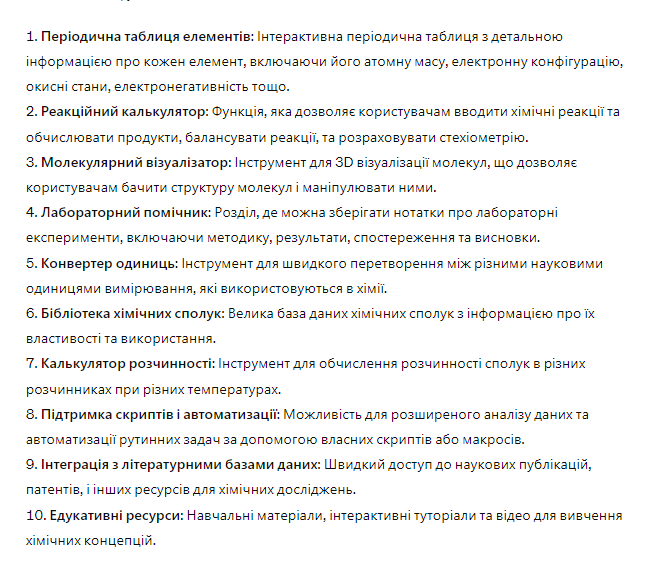 1. Періодична таблиця елементів: Інтерактивна періодична таблиця з детальною
інформацією про кожен елемент, включаючи його атомну масу, електронну конфігурацію,
окисні стани, електронегативність тощо.
2. Реакційний калькулятор: Функція, яка дозволяє користувачам вводити хімічні реакції та
обчислювати продукти, балансувати реакції, та розраховувати стехіометрію.
3. Молекулярний візуалізатор: Інструмент для 3D візуалізації молекул, що дозволяє
користувачам бачити структуру молекул і маніпулювати ними.
4. Лабораторний помічник: Розділ, де можна зберігати нотатки про лабораторні
експерименти, включаючи методику, результати, спостереження та висновки.
5. Конвертер одиниць: Інструмент для швидкого перетворення між різними науковими
одиницями вимірювання, які використовуються в хімії.
6. Бібліотека хімічних сполук: Велика база даних хімічних сполук з інформацією про їх
властивості та використання.
7. Калькулятор розчинності: Інструмент для обчислення розчинності сполук в різних
розчинниках при різних температурах.
8. Підтримка скриптів і автоматизації: Можливість для розширеного аналізу даних та
автоматизації рутинних задач за допомогою власних скриптів або макросів.
9. Інтеграція з літературними базами даних: Швидкий доступ до наукових публікацій,
патентів, і інших ресурсів для хімічних досліджень.
10. Едукативні ресурси: Навчальні матеріали, інтерактивні туторіали та відео для вивчення
хімічних концепцій.